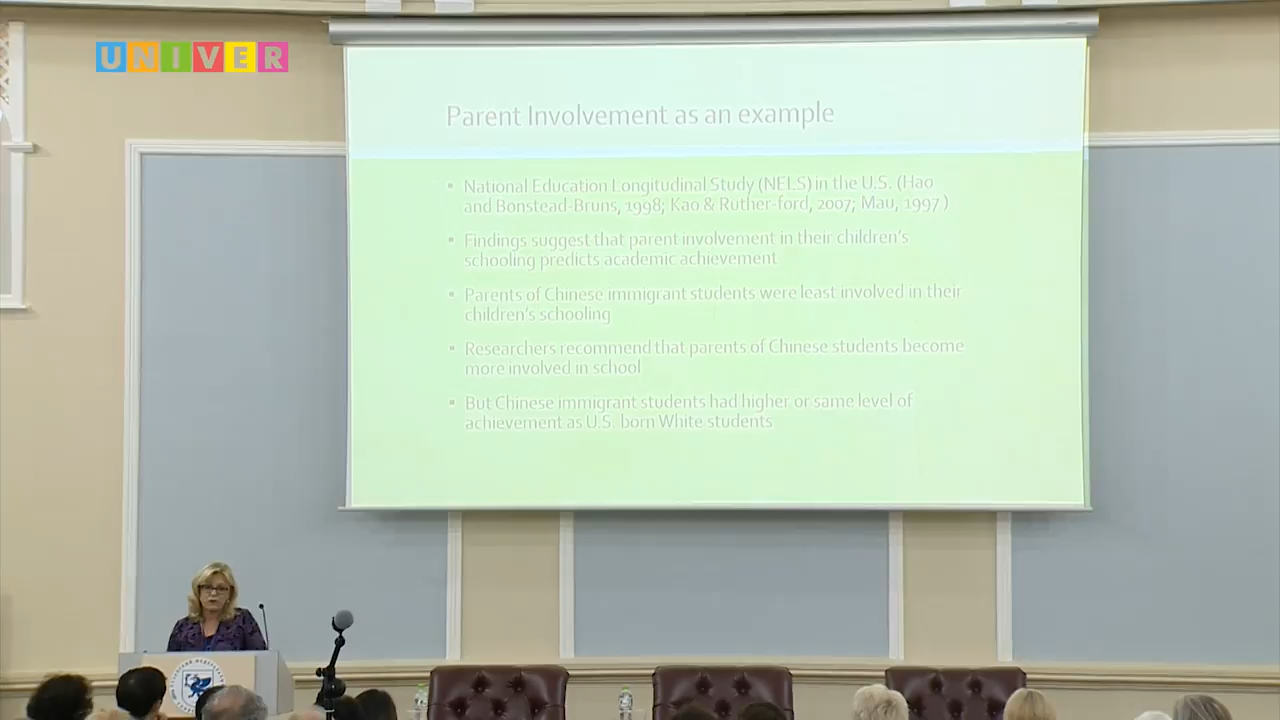 UNIVER
Parent Involvement as an example
▪ National Education Longitudinal Study (NELS) in the U.S. (Hao
and Bonstead-Bruns, 1998; Kao & Ruther-ford, 2007; Mau, 1997 )
▪ Findings suggest that parent involvement in their children's
schooling predicts academic achievement
▪ Parents of Chinese immigrant students were least involved in their
children's schooling
▪ Researchers recommend that parents of Chinese students become
more involved in school
▪ But Chinese immigrant students had higher or same level of
achievement as U.S. born White students